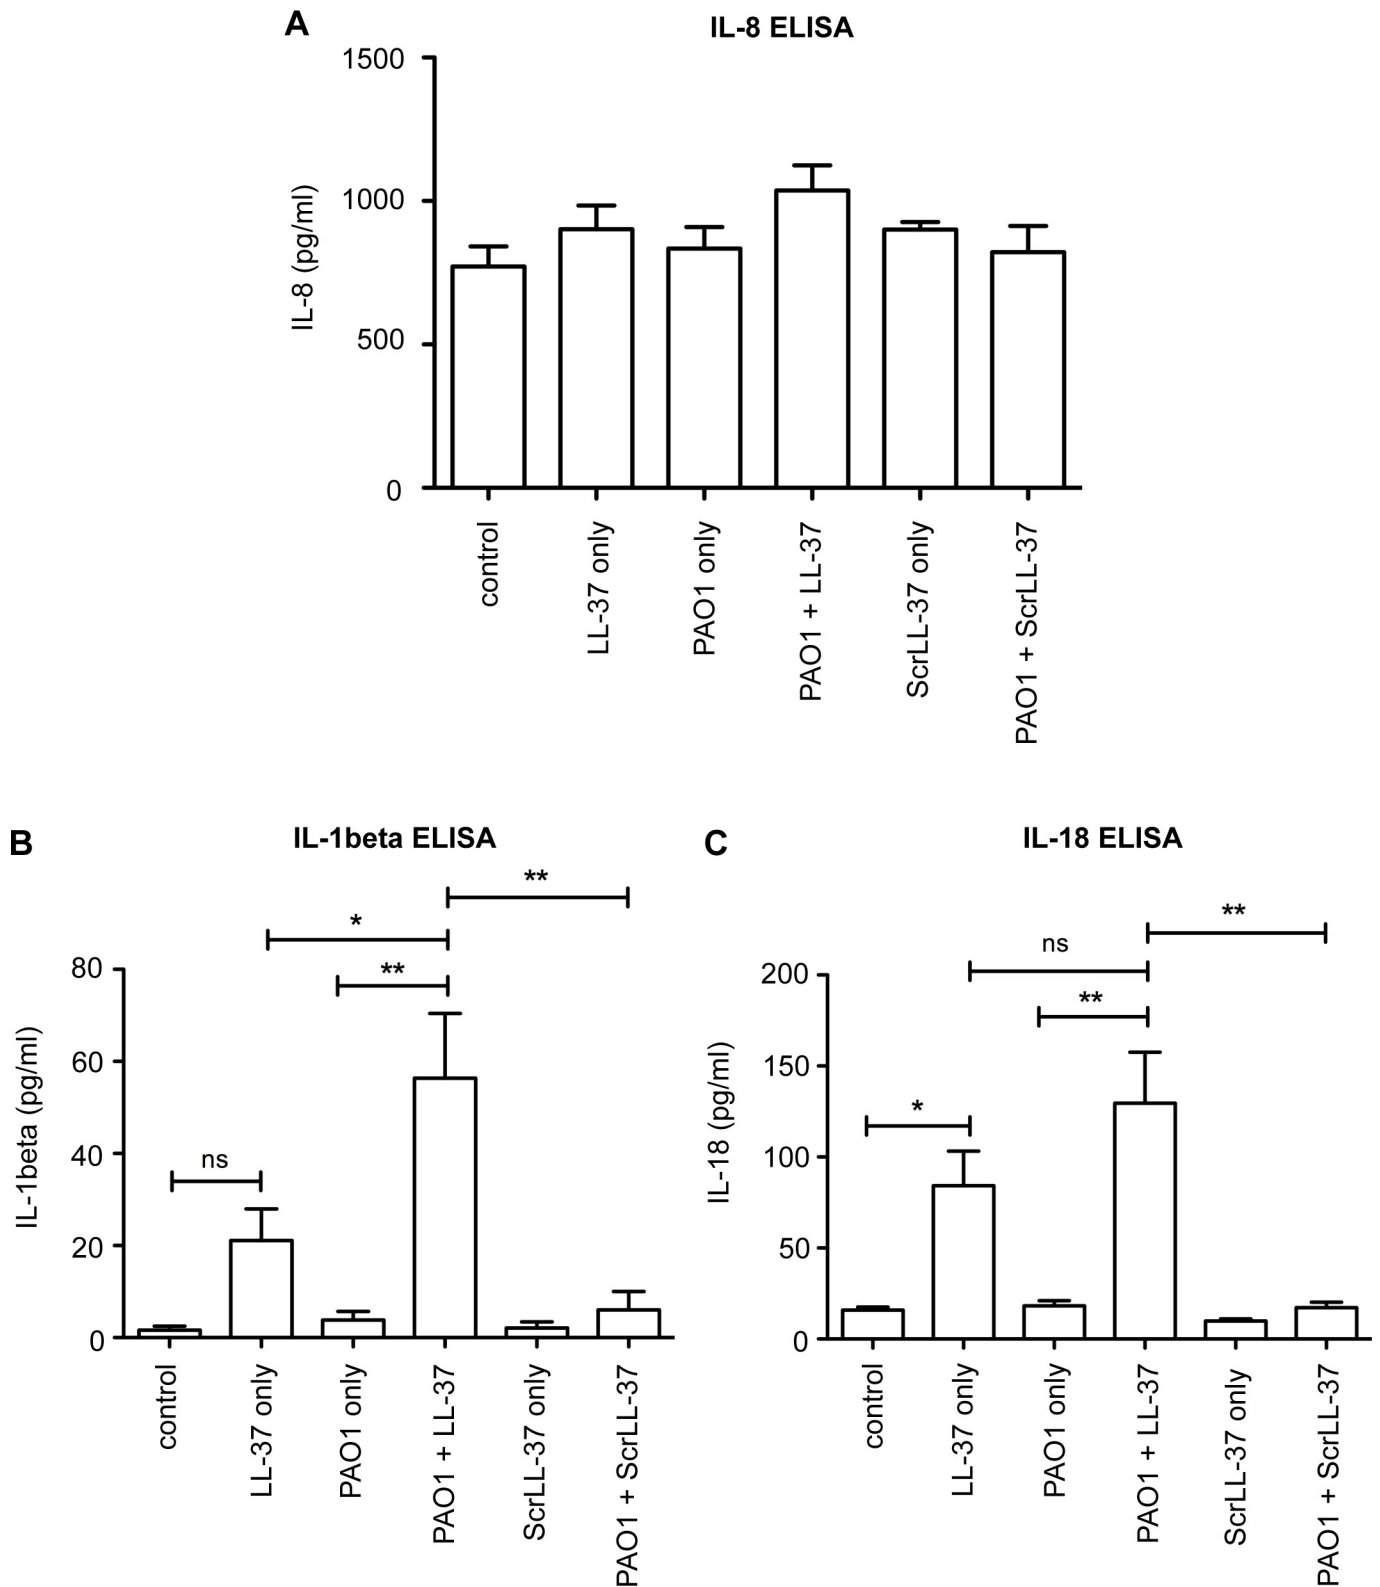 A
IL-8 ELISA
IL-8 (pg/ml)
1500
1000
500
0
control
LL-37 only
PAO1 only
PAO1 + LL-37
ScrLL-37 only
PAO1 + ScrLL-37
B
IL-1beta ELISA
**
*
**
ns
IL-1beta (pg/ml)
80
60
40
20
0
control
LL-37 only
PAO1 only
PAO1 + LL-37
ScrLL-37 only
PAO1 + ScrLL-37
C
IL-18 ELISA
**
ns
**
*
IL-18 (pg/ml)
200
150
100
50
0
control
LL-37 only
PAO1 only
PAO1 + LL-37
ScrLL-37 only
PAO1 + ScrLL-37